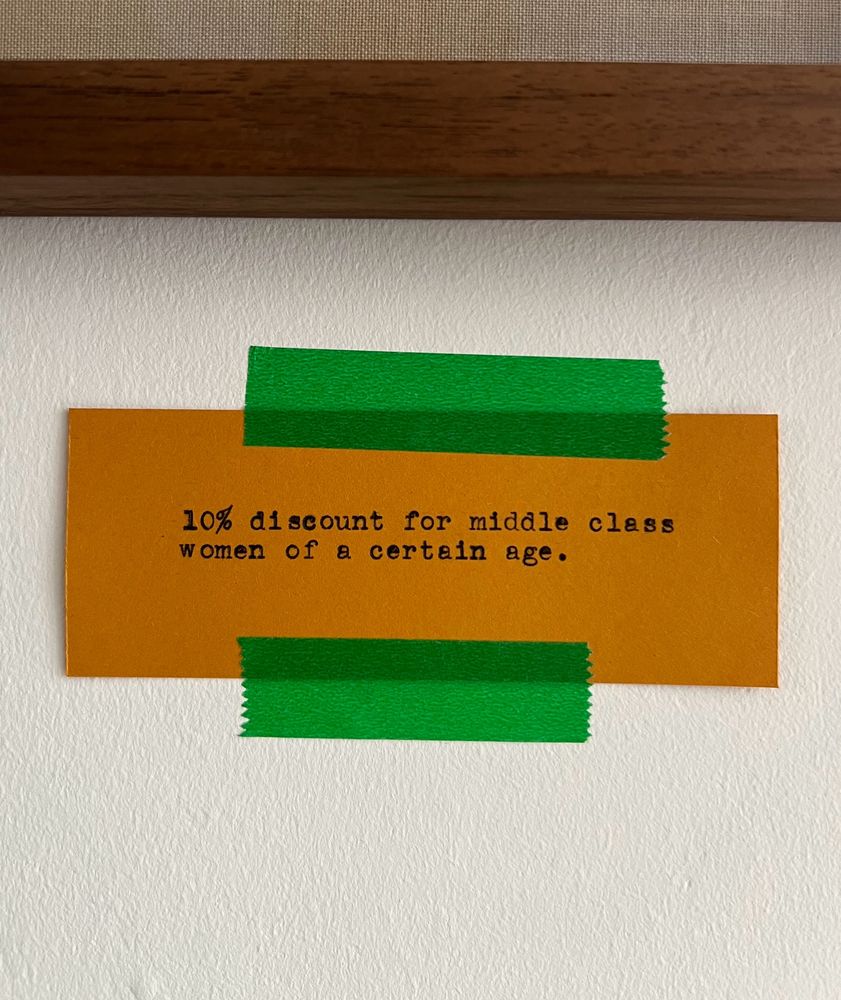 10% discount for middle class
women of a certain age.